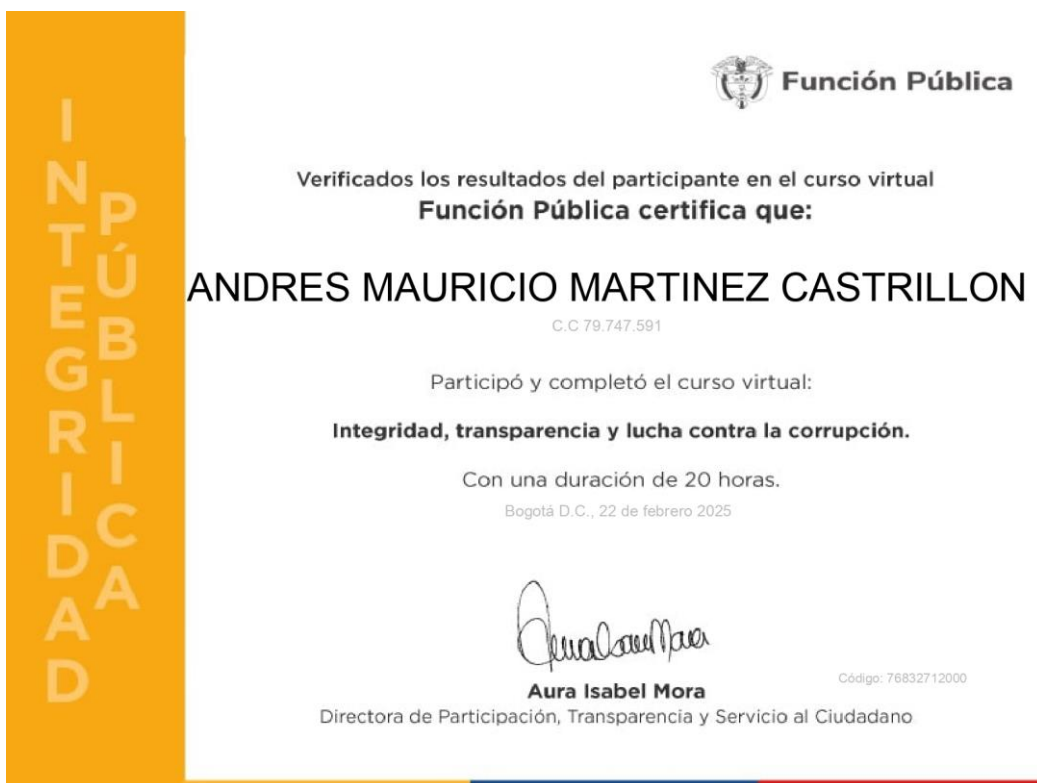 INTEGRIDAD
PÚBLICA
Función Pública
Verificados los resultados del participante en el curso virtual
Función Pública certifica que:
ANDRES MAURICIO MARTINEZ CASTRILLON
C.C 79.747.591
Participó y completó el curso virtual:
Integridad, transparencia y lucha contra la corrupción.
Con una duración de 20 horas.
Bogotá D.C., 22 de febrero 2025
Aura Isabel Mora
Código: 76832712000
Directora de Participación, Transparencia y Servicio al Ciudadano